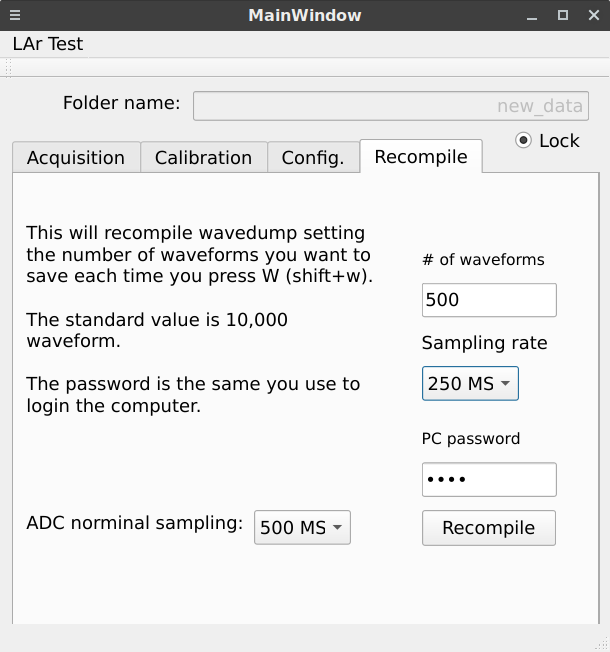 MainWindow
LAr Test
Folder name: new_data
Lock
Acquisition Calibration Config. Recompile
This will recompile wavedump setting
the number of waveforms you want to
save each time you press W (shift+w).
The standard value is 10,000
waveform.
The password is the same you use to
login the computer.
# of waveforms
500
Sampling rate
250 MS
PC password
••••
ADC norminal sampling: 500 MS
Recompile